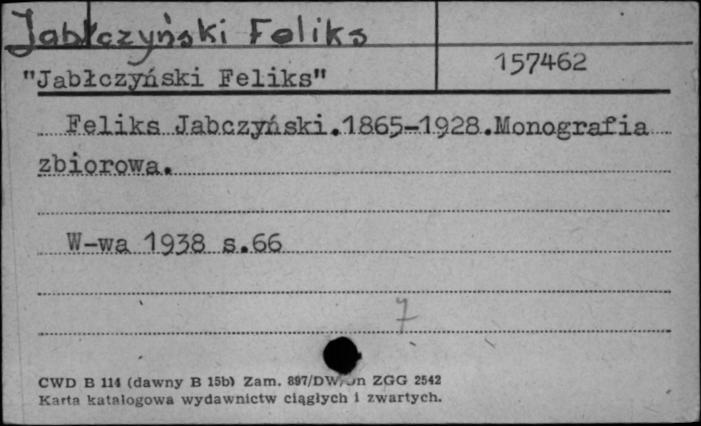 Jabłczyński Feliks
"Jabłczyński Feliks"
157462
Feliks Jabczyński.1865-1928.Monografia
zbiorowa.
W-wa 1938 s.66
7
CWD B 114 (dawny B 15b) Zam. 897/DW/ ZGG 2542
Karta katalogowa wydawnictw ciągłych i zwartych.